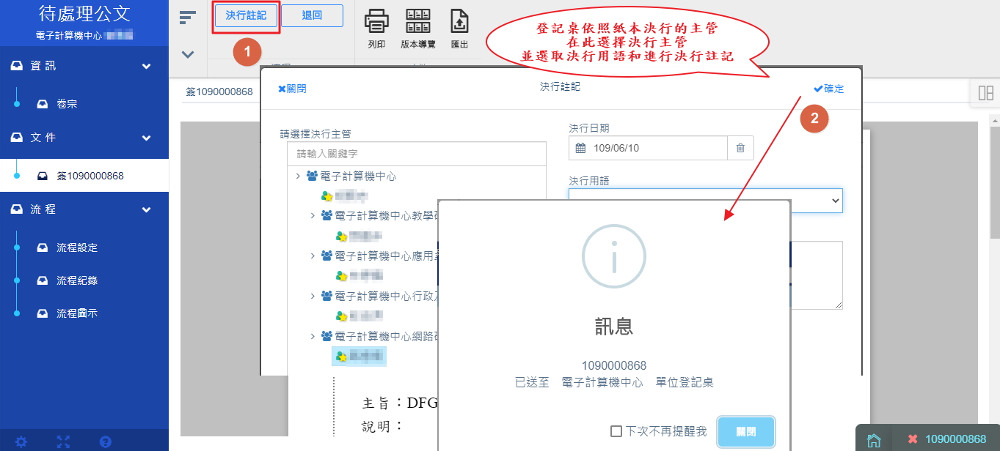 待處理公文
電子計算機中心
資訊
卷宗
文件
簽1090000868
流程
流程設定
流程紀錄
流程圖示
決行註記
退回
列印
版本導覽
匯出
1
登記桌依照紙本決行的主管
在此選擇決行主管
並選取決行用語和進行決行註記
簽1090000868
關閉
決行註記
確定
2
請選擇決行主管
請輸入關鍵字
電子計算機中心
電子計算機中心教學
電子計算機中心應用
電子計算機中心行政
電子計算機中心網路
決行日期
109/06/10
決行用語
訊息
1090000868
已送至 電子計算機中心 單位登記桌
下次不再提醒我
關閉
主旨：DFG
說明：
1090000868